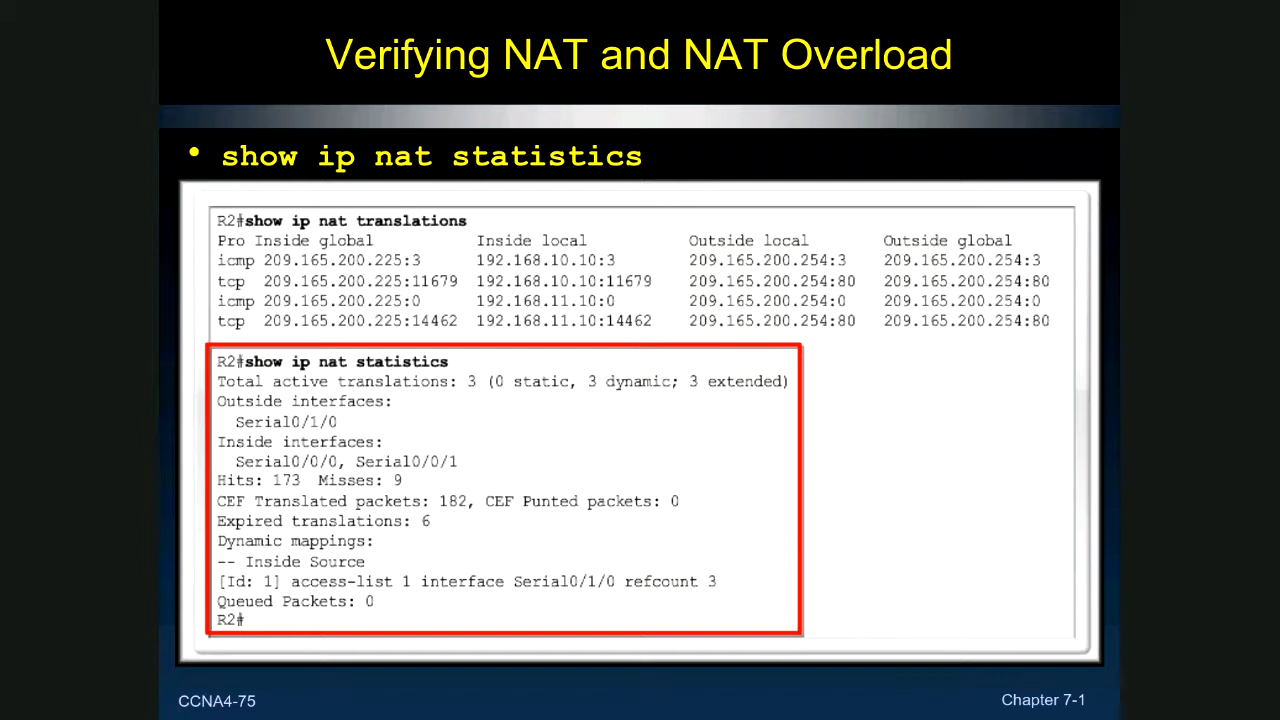 Verifying NAT and NAT Overload
• show ip nat statistics
R2#show ip nat translations
Pro Inside global Inside local Outside local Outside global
icmp 209.165.200.225:3 192.168.10.10:3 209.165.200.254:3 209.165.200.254:3
tcp 209.165.200.225:11679 192.168.10.10:11679 209.165.200.254:80 209.165.200.254:80
icmp 209.165.200.225:0 192.168.11.10:0 209.165.200.254:0 209.165.200.254:0
tcp 209.165.200.225:14462 192.168.11.10:14462 209.165.200.254:80 209.165.200.254:80
R2#show ip nat statistics
Total active translations: 3 (0 static, 3 dynamic; 3 extended)
Outside interfaces:
Serial0/1/0
Inside interfaces:
Serial0/0/0, Serial0/0/1
Hits: 173 Misses: 9
CEF Translated packets: 182, CEF Punted packets: 0
Expired translations: 6
Dynamic mappings:
-- Inside Source
[Id: 1] access-list 1 interface Serial0/1/0 refcount 3
Queued Packets: 0
R2#
CCNA4-75
Chapter 7-1